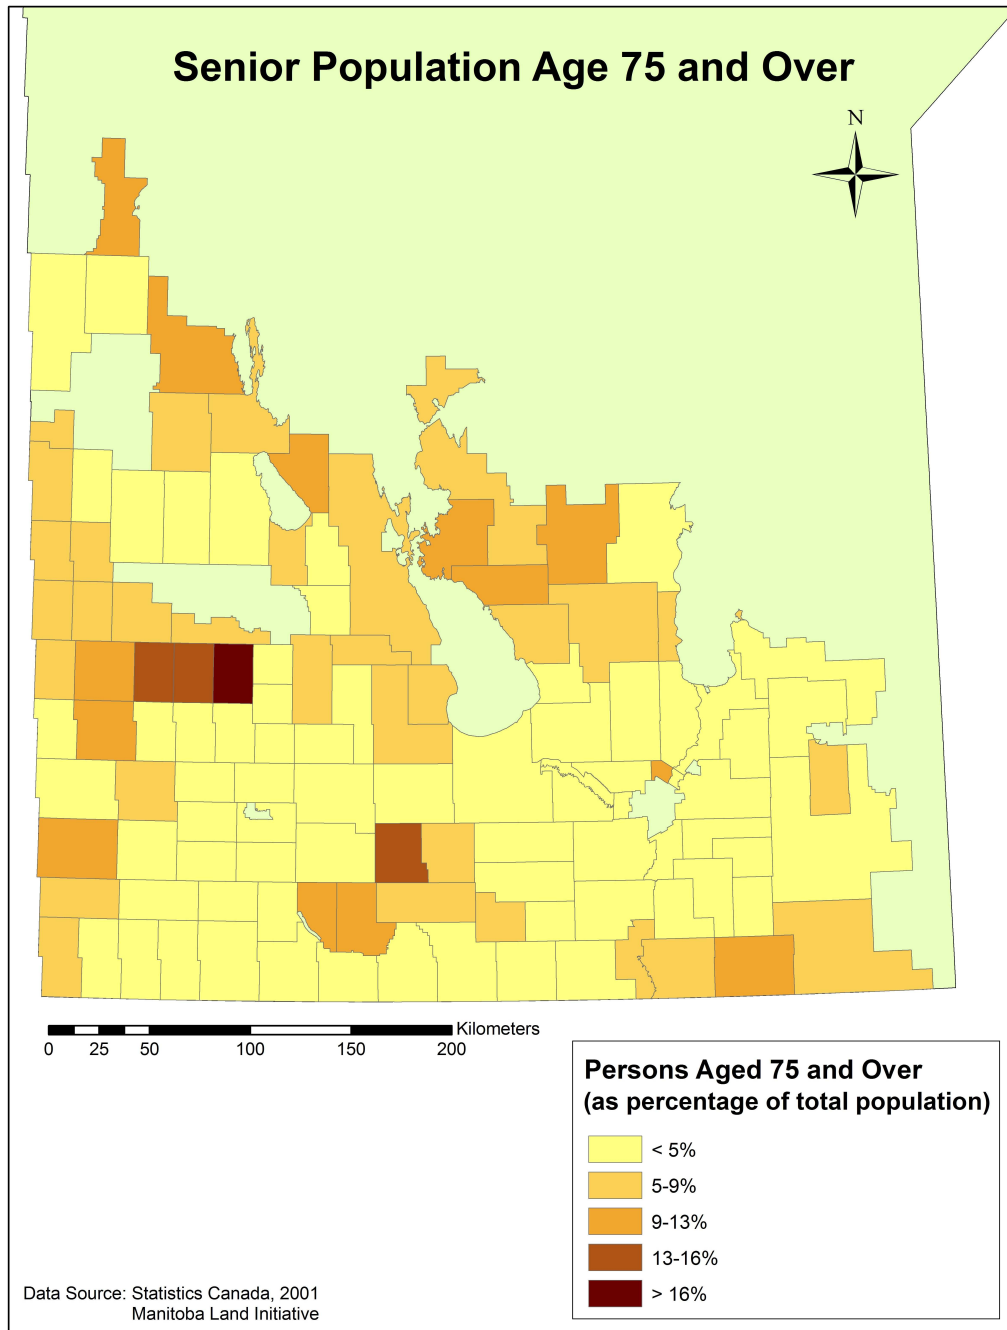 Senior Population Age 75 and Over
N
Kilometers
0 25 50 100 150 200
Persons Aged 75 and Over
(as percentage of total population)
< 5%
5-9%
9-13%
13-16%
> 16%
Data Source: Statistics Canada, 2001
Manitoba Land Initiative